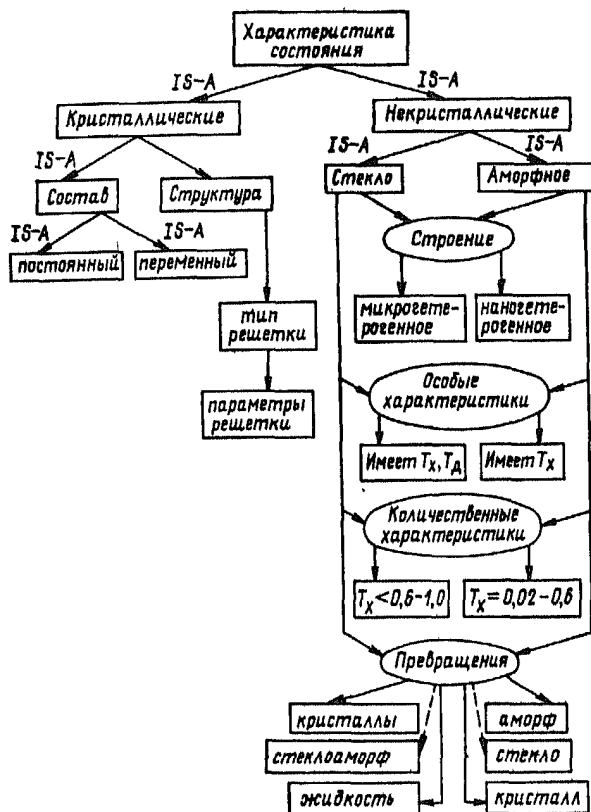 Характеристика
состояния
IS-A
IS-A
Кристаллические
Некристаллические
IS-A
IS-A
IS-A
Состав
Структура
Стекло
Аморфное
IS-A
IS-A
Строение
постоянный
переменный
микрогете-
рогенное
наногете-
рогенное
тип
решетки
Особые
характеристики
параметры
решетки
Имеет Tх, Tд
Имеет Tх
Количественные
характеристики
Tх<0,6-1,0
Tх=0,02-0,6
Превращения
кристаллы
аморф
стеклоаморф
стекло
жидкость
кристалл